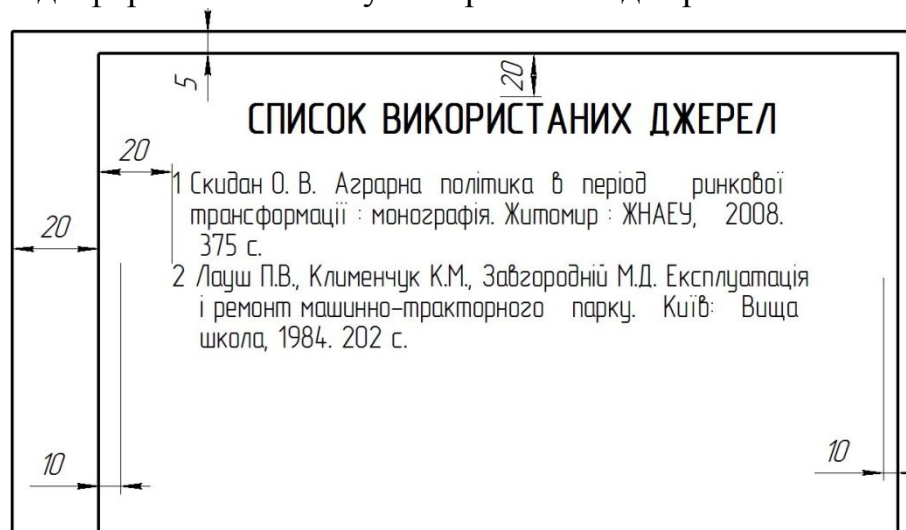 5
20
СПИСОК ВИКОРИСТАНИХ ДЖЕРЕЛ
20
1 Скидан О. В. Аграрна політика в період ринкової
трансформації : монографія. Житомир : ЖНАЕУ, 2008.
375 с.
20
2 Лауш П.В., Клименчук К.М., Завгородній М.Д. Експлуатація
і ремонт машинно-тракторного парку. Київ: Вища
школа, 1984. 202 с.
10
10